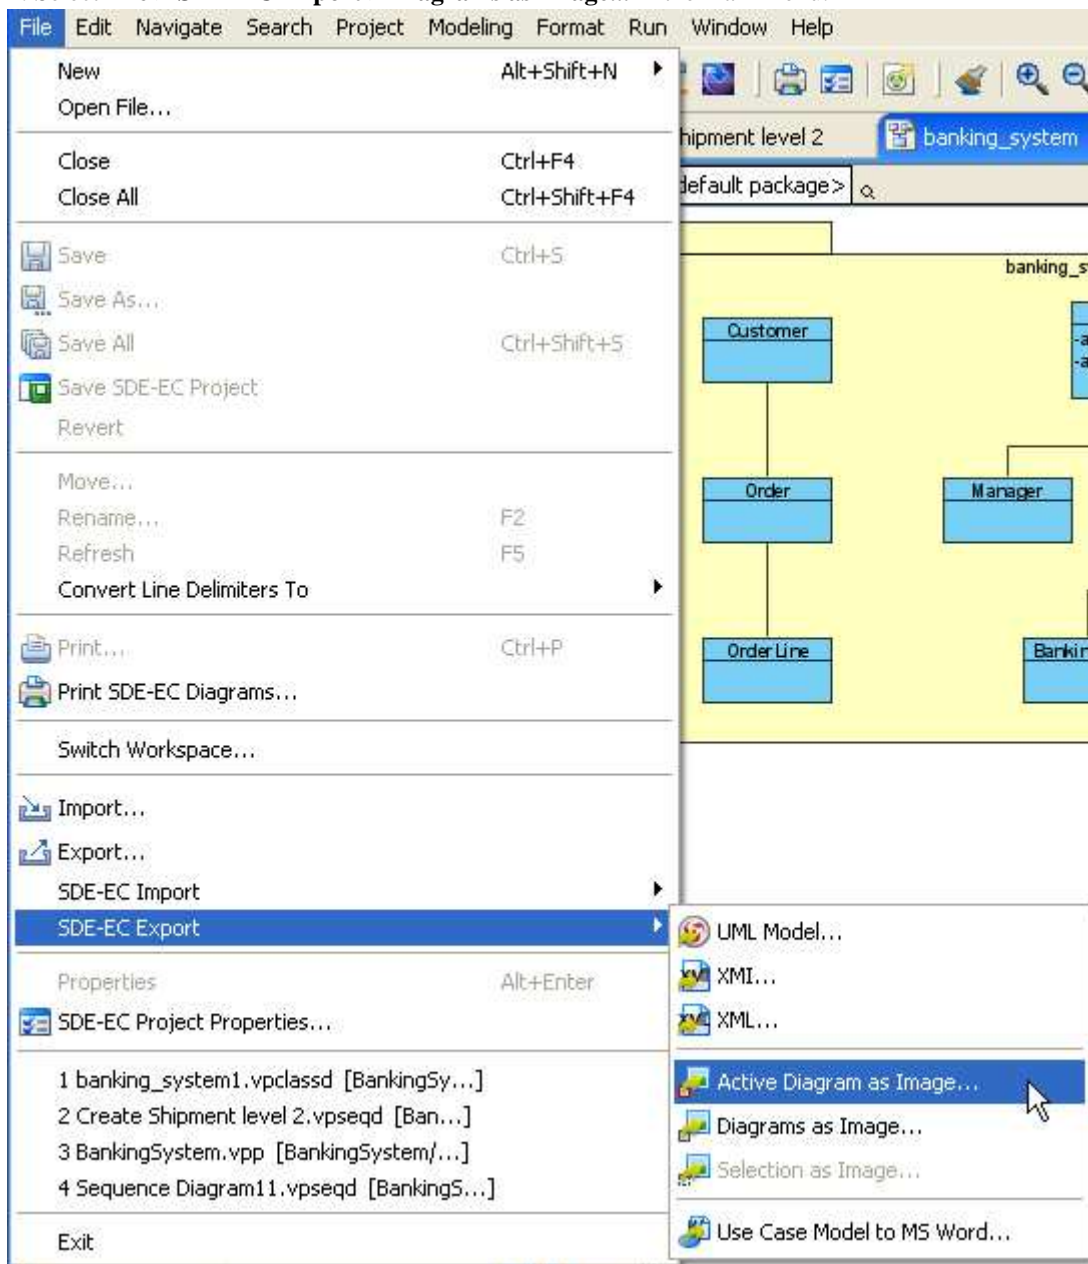 File Edit Navigate Search Project Modeling Format Run Window Help
New Alt+Shift+N
Open File...
Close Ctrl+F4
Close All Ctrl+Shift+F4
Save Ctrl+S
Save As...
Save All Ctrl+Shift+S
Save SDE-EC Project
Revert
Move...
Rename... F2
Refresh F5
Convert Line Delimiters To
Print... Ctrl+P
Print SDE-EC Diagrams...
Switch Workspace...
Import...
Export...
SDE-EC Import
SDE-EC Export
Properties Alt+Enter
SDE-EC Project Properties...
1 banking_system1.vpclassd [BankingSy...]
2 Create Shipment level 2.vpseqd [Ban...]
3 BankingSystem.vpp [BankingSystem/...]
4 Sequence Diagram11.vpseqd [BankingS...]
Exit
hipment level 2 banking_system
default package>
banking_s
Customer
-a
-a
Order Manager
OrderLine Bankin
UML Model...
XMI...
XML...
Active Diagram as Image...
Diagrams as Image...
Selection as Image...
Use Case Model to MS Word...